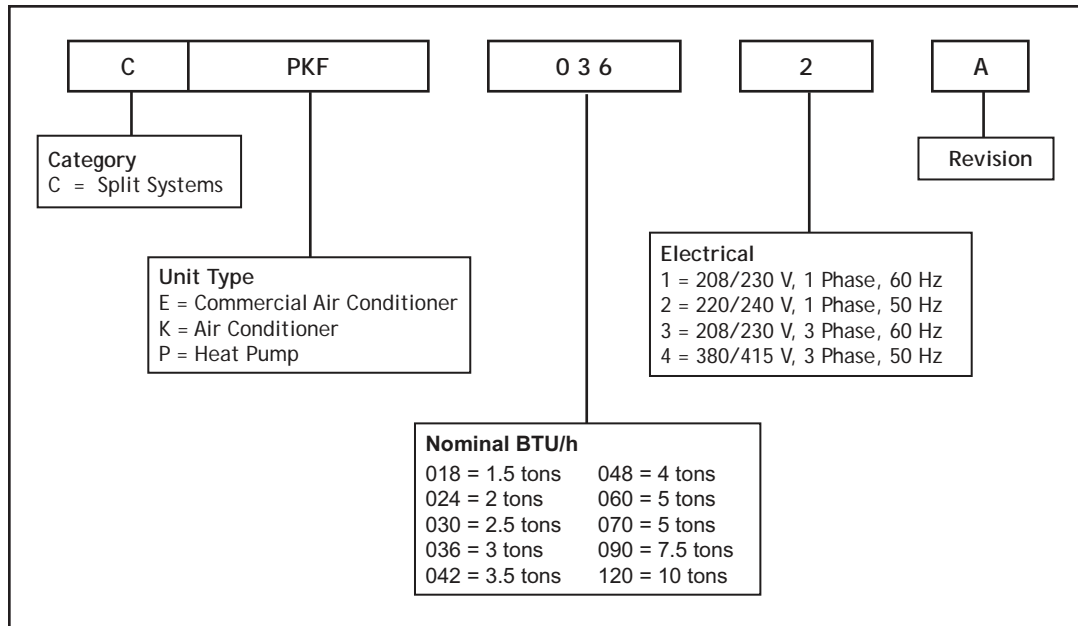 C PKF 0 3 6 2 A
Category
C = Split Systems
Revision
Unit Type
E = Commercial Air Conditioner
K = Air Conditioner
P = Heat Pump
Electrical
1 = 208/230 V, 1 Phase, 60 Hz
2 = 220/240 V, 1 Phase, 50 Hz
3 = 208/230 V, 3 Phase, 60 Hz
4 = 380/415 V, 3 Phase, 50 Hz
Nominal BTU/h
018 = 1.5 tons 048 = 4 tons
024 = 2 tons 060 = 5 tons
030 = 2.5 tons 070 = 5 tons
036 = 3 tons 090 = 7.5 tons
042 = 3.5 tons 120 = 10 tons